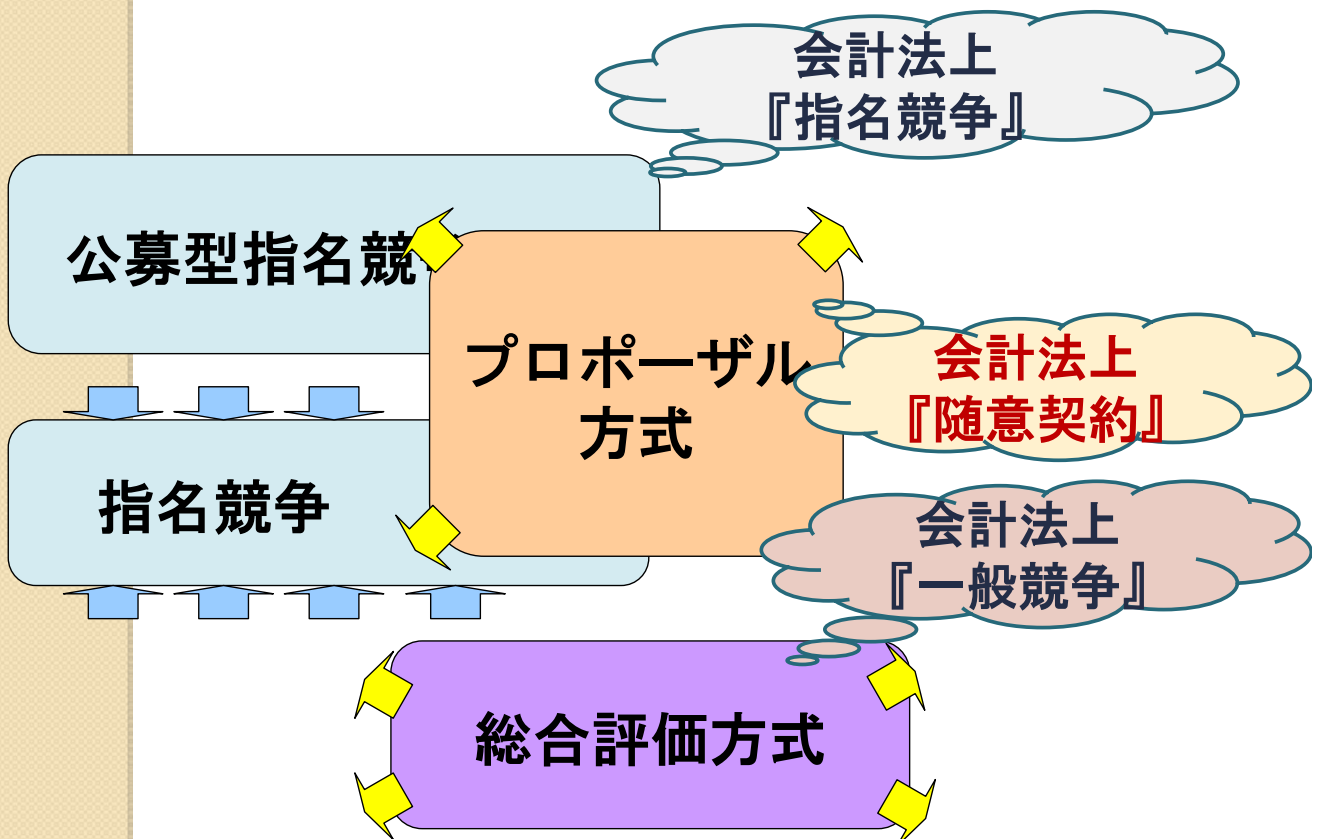 会計法上
『指名競争』
公募型指名競
プロポーザル
方式
会計法上
『随意契約』
指名競争
会計法上
『一般競争』
総合評価方式